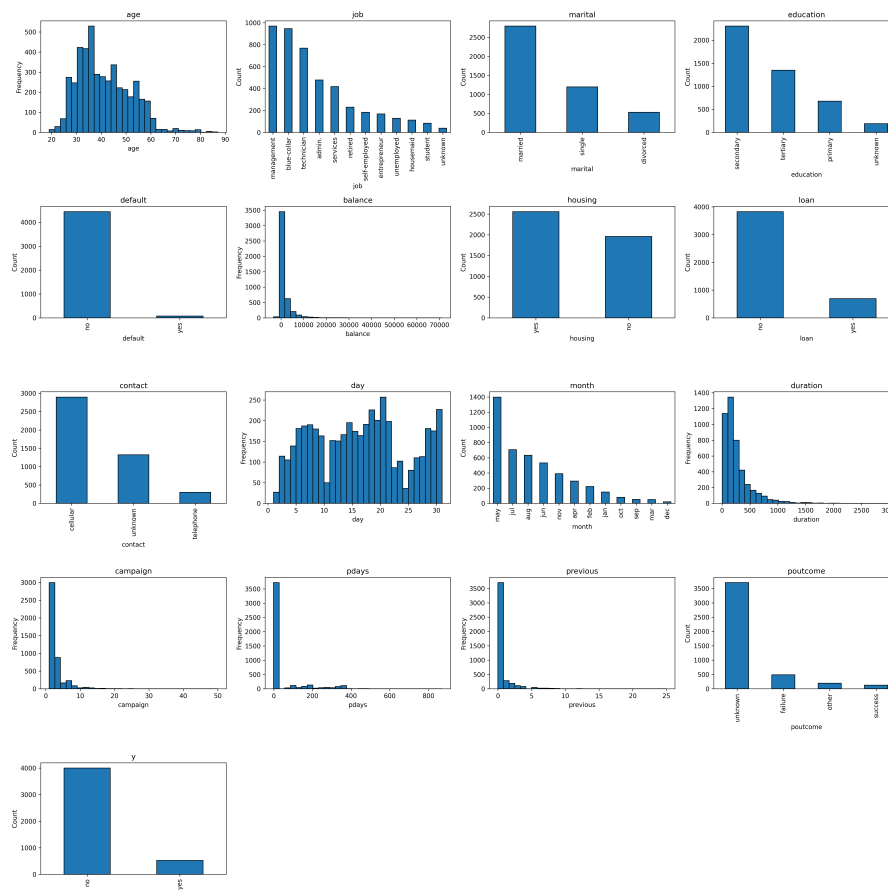 age
Frequency
500
400
300
200
100
0
20 30 40 50 60 70 80 90
age
job
Count
1000
800
600
400
200
0
management
blue-collar
technician
admin.
services
retired
self-employed
entrepreneur
unemployed
housemaid
student
unknown
job
marital
Count
2500
2000
1500
1000
500
0
married
single
divorced
marital
education
Count
2000
1500
1000
500
0
secondary
tertiary
primary
unknown
education
default
Count
4000
3000
2000
1000
0
no
yes
default
balance
Frequency
3500
3000
2500
2000
1500
1000
500
0
0 10000 20000 30000 40000 50000 60000 70000
balance
housing
Count
2500
2000
1500
1000
500
0
yes
no
housing
loan
Count
4000
3000
2000
1000
0
no
yes
loan
contact
Count
3000
2500
2000
1500
1000
500
0
cellular
unknown
telephone
contact
day
Frequency
250
200
150
100
50
0
0 5 10 15 20 25 30
day
month
Count
1400
1200
1000
800
600
400
200
0
may
jul
aug
jun
nov
apr
feb
jan
oct
sep
mar
dec
month
duration
Frequency
1400
1200
1000
800
600
400
200
0
0 500 1000 1500 2000 2500
duration
campaign
Frequency
3000
2500
2000
1500
1000
500
0
0 10 20 30 40 50
campaign
pdays
Frequency
3500
3000
2500
2000
1500
1000
500
0
0 200 400 600 800
pdays
previous
Frequency
3500
3000
2500
2000
1500
1000
500
0
0 5 10 15 20 25
previous
poutcome
Count
3500
3000
2500
2000
1500
1000
500
0
unknown
failure
other
success
poutcome
y
Count
4000
3000
2000
1000
0
no
yes